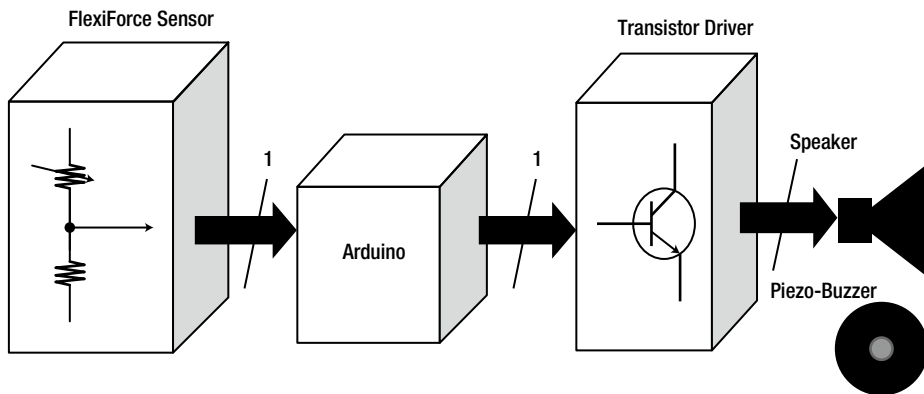 FlexiForce Sensor
Transistor Driver
1
1
Speaker
Arduino
Piezo-Buzzer